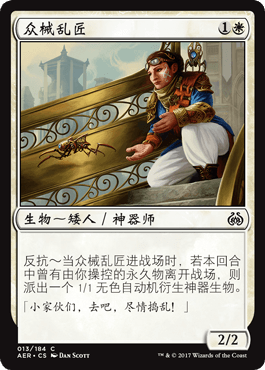 众械乱匠 1
生物～矮人／神器师
反抗～当众械乱匠进战场时，若本回合
中曾有由你操控的永久物离开战场，则
派出一个 1/1 无色自动机衍生神器生物。
「小家伙们，去吧，尽情捣乱！」
2/2
013/184 C
AER • CS DAN SCOTT
™ & © 2017 Wizards of the Coast